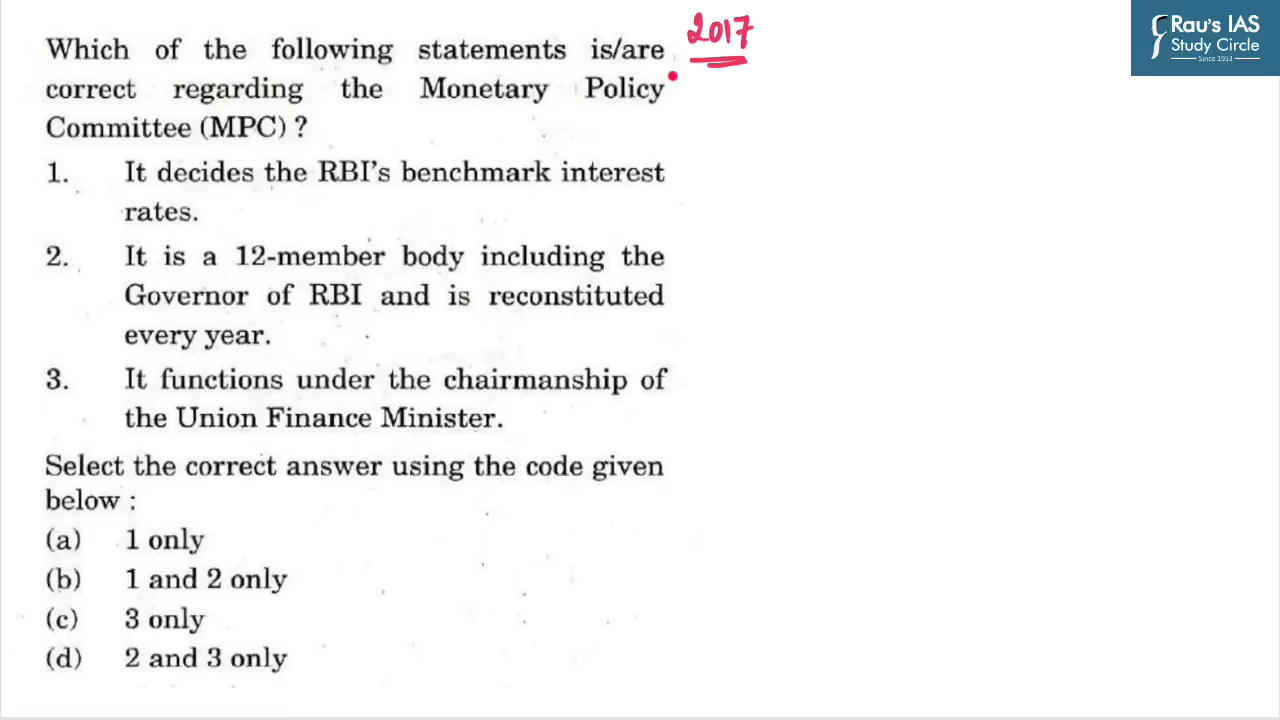 Which of the following statements is/are
correct regarding the Monetary Policy
Committee (MPC) ?
1. It decides the RBI's benchmark interest
rates.
2. It is a 12-member body including the
Governor of RBI and is reconstituted
every year.
3. It functions under the chairmanship of
the Union Finance Minister.
Select the correct answer using the code given
below :
(a) 1 only
(b) 1 and 2 only
(c) 3 only
(d) 2 and 3 only
2017
Rau's IAS
Study Circle
Since 1953